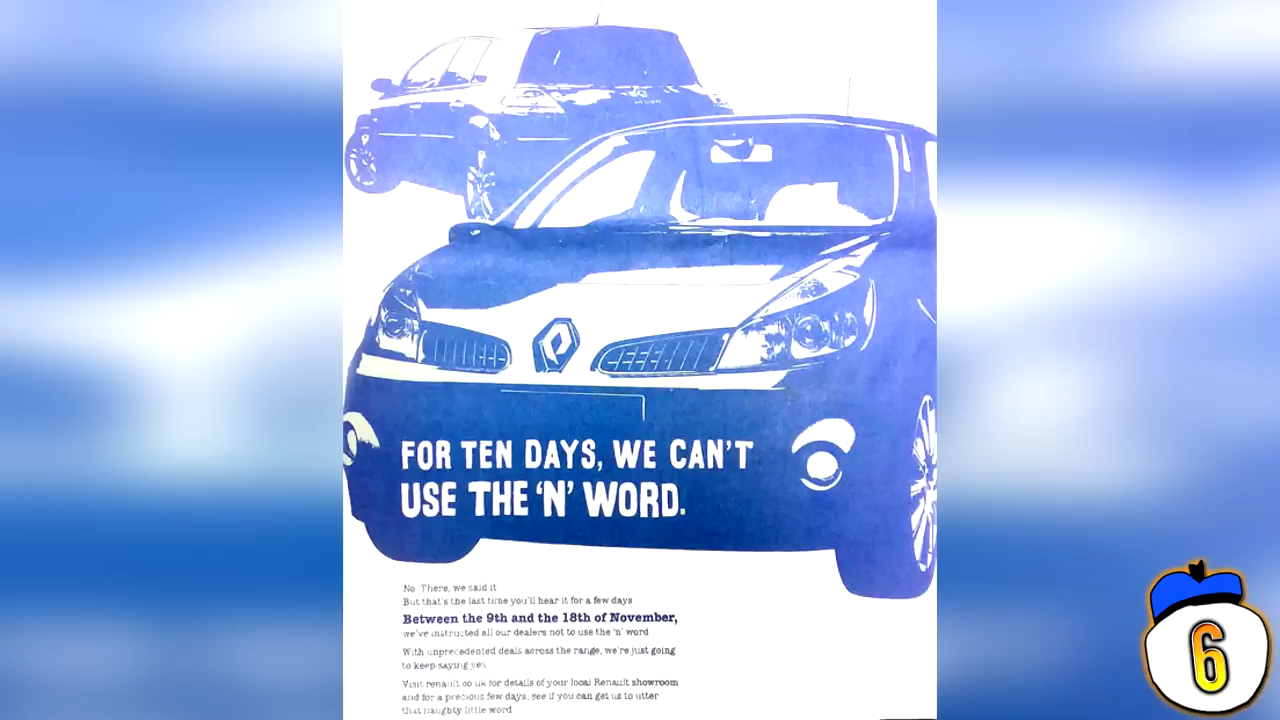 FOR TEN DAYS, WE CAN'T
USE THE 'N' WORD.
No. There, we said it.
But that's the last time you'll hear it for a few days.
Between the 9th and the 18th of November,
we've instructed all our dealers not to use the 'n' word.
With unprecedented deals across the range, we're just going
to keep saying yes.
Visit renault.co.uk for details of your local Renault showroom
and for a precious few days, see if you can get us to utter
that naughty little word.
6